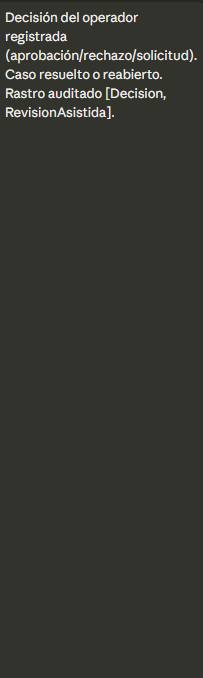 Decisión del operador
registrada
(aprobación/rechazo/solicitud).
Caso resuelto o reabierto.
Rastro auditado [Decision,
RevisionAsistida].